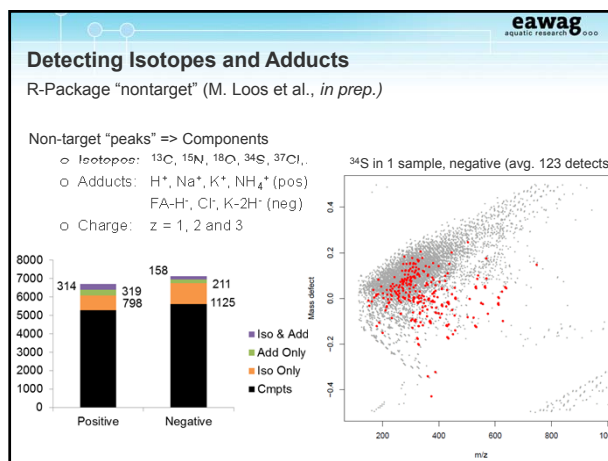 eawag
aquatic research ooo
Detecting Isotopes and Adducts
R-Package “nontarget” (M. Loos et al., in prep.)
Non-target “peaks” => Components
o Isotopes: ¹³C, ¹⁵N, ¹⁸O, ³⁴S, ³⁷Cl,
o Adducts: H⁺, Na⁺, K⁺, NH₄⁺ (pos)
FA-H⁻, Cl⁻, K-2H⁻ (neg)
o Charge: z = 1, 2 and 3
8000
7000
6000
5000
4000
3000
2000
1000
0
314
319
798
158
211
1125
Positive
Negative
Iso & Add
Add Only
Iso Only
Cmpts
³⁴S in 1 sample, negative (avg. 123 detects
Mass defect
0.4
0.2
0.0
−0.2
−0.4
200
400
600
800
m/z